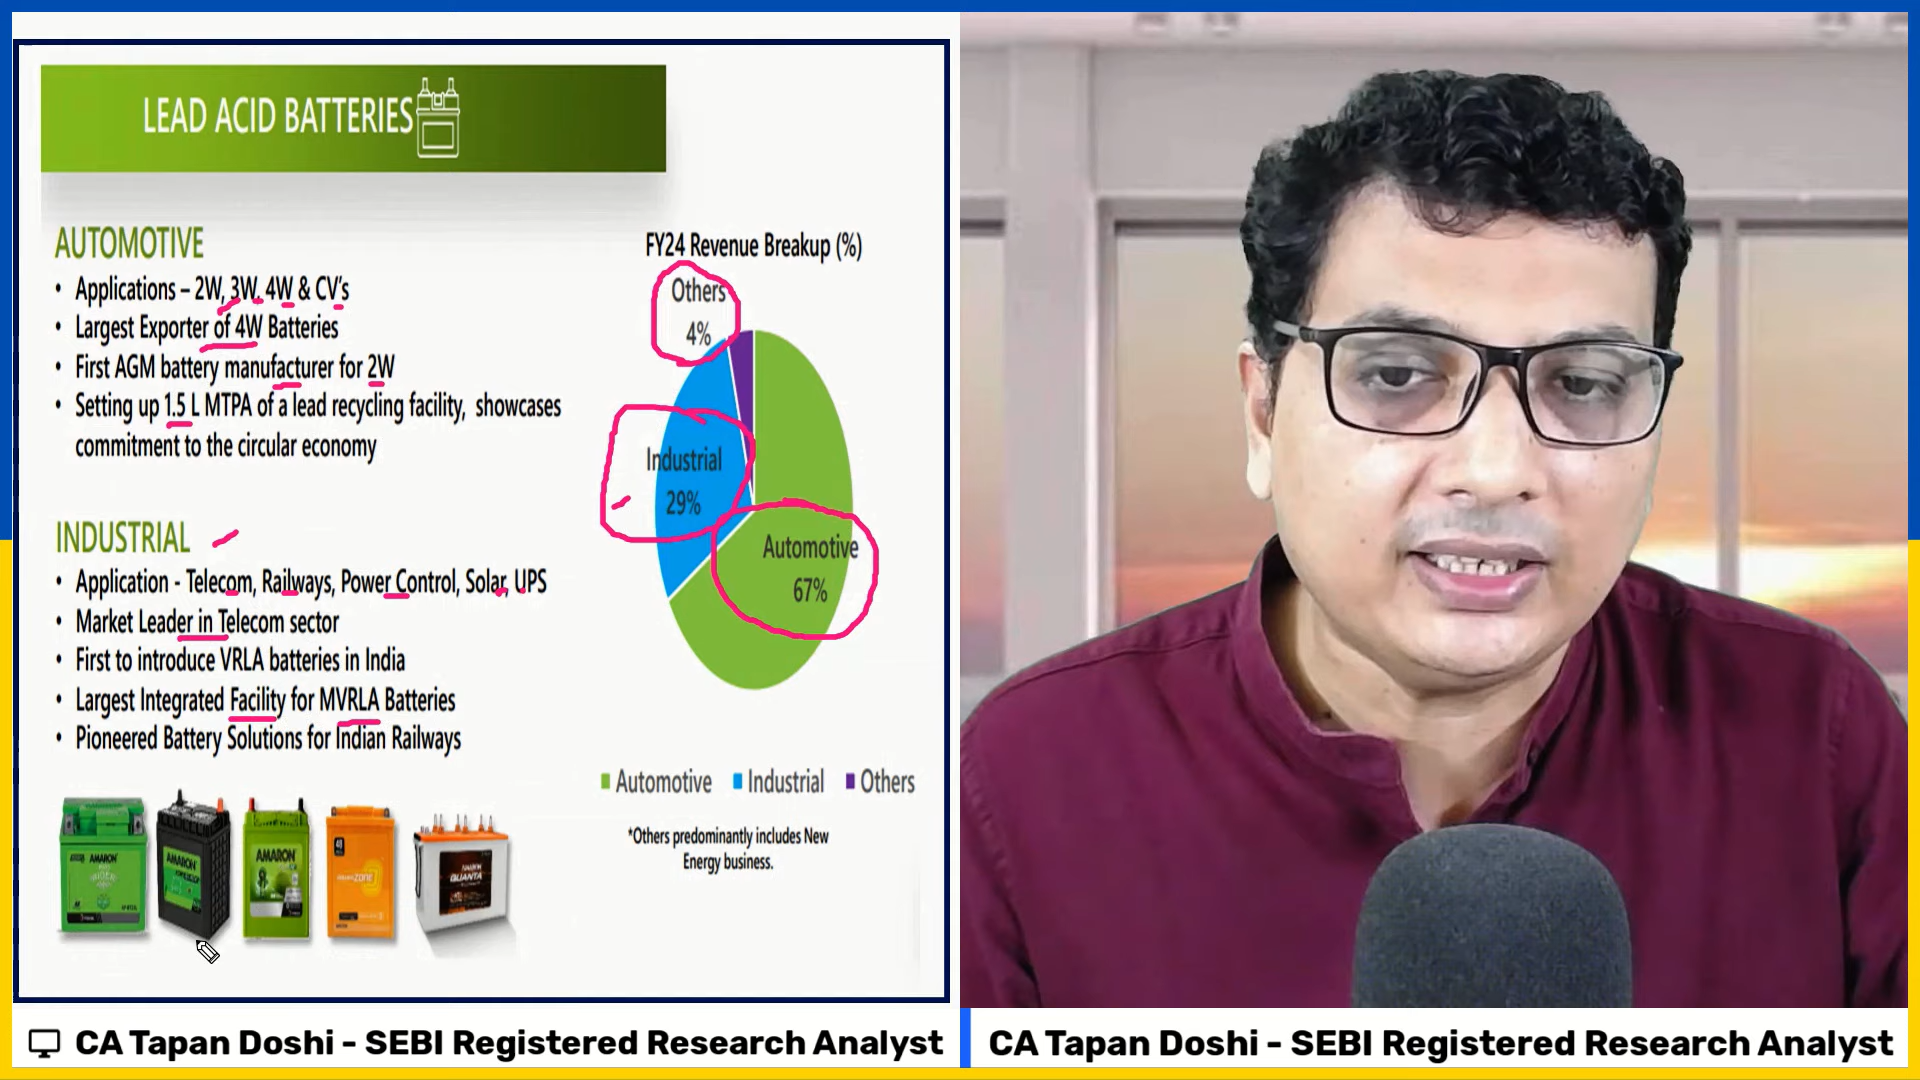 LEAD ACID BATTERIES
AUTOMOTIVE
• Applications – 2W, 3W, 4W & CV's
• Largest Exporter of 4W Batteries
• First AGM battery manufacturer for 2W
• Setting up 1.5 L MTPA of a lead recycling facility, showcases
commitment to the circular economy
INDUSTRIAL
• Application - Telecom, Railways, Power Control, Solar, UPS
• Market Leader in Telecom sector
• First to introduce VRLA batteries in India
• Largest Integrated Facility for MVRLA Batteries
• Pioneered Battery Solutions for Indian Railways
FY24 Revenue Breakup (%)
Others
4%
Industrial
29%
Automotive
67%
Automotive Industrial Others
*Others predominantly includes New
Energy business.
AMARON
AMARON
AMARON
ZONE
QUANTA
CA Tapan Doshi - SEBI Registered Research Analyst
CA Tapan Doshi - SEBI Registered Research Analyst